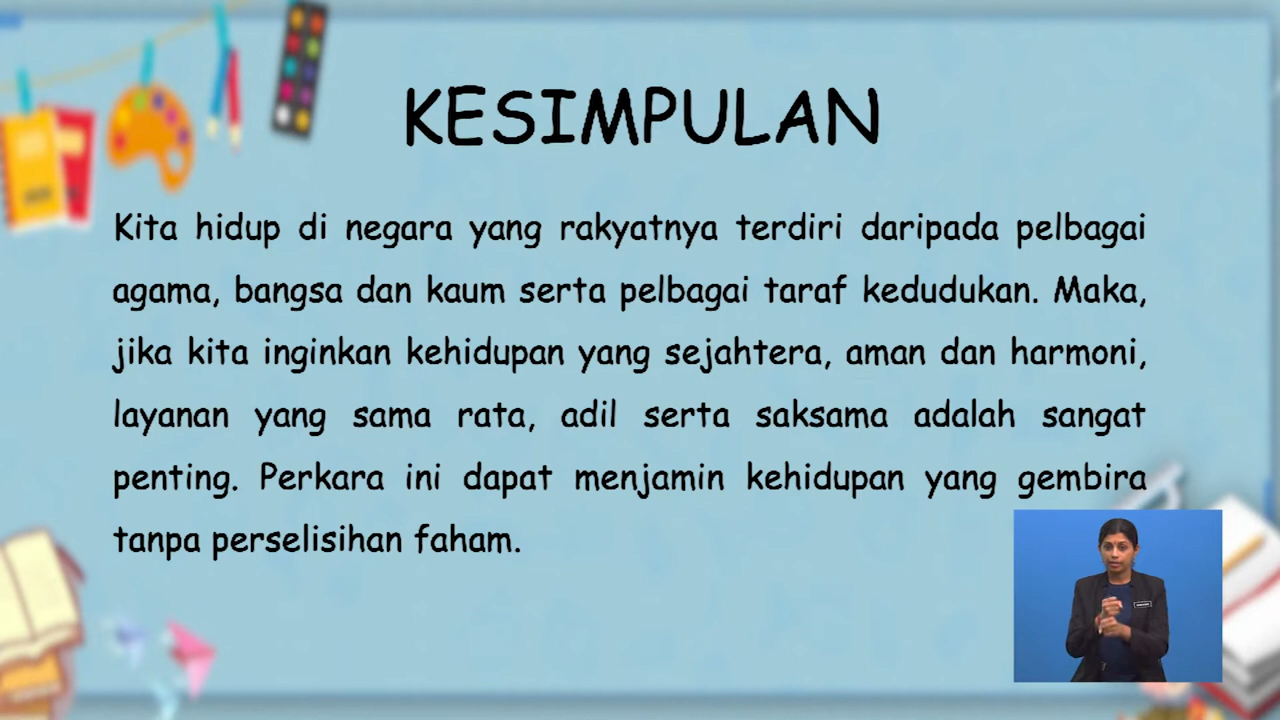 KESIMPULAN
Kita hidup di negara yang rakyatnya terdiri daripada pelbagai
agama, bangsa dan kaum serta pelbagai taraf kedudukan. Maka,
jika kita inginkan kehidupan yang sejahtera, aman dan harmoni,
layanan yang sama rata, adil serta saksama adalah sangat
penting. Perkara ini dapat menjamin kehidupan yang gembira
tanpa perselisihan faham.